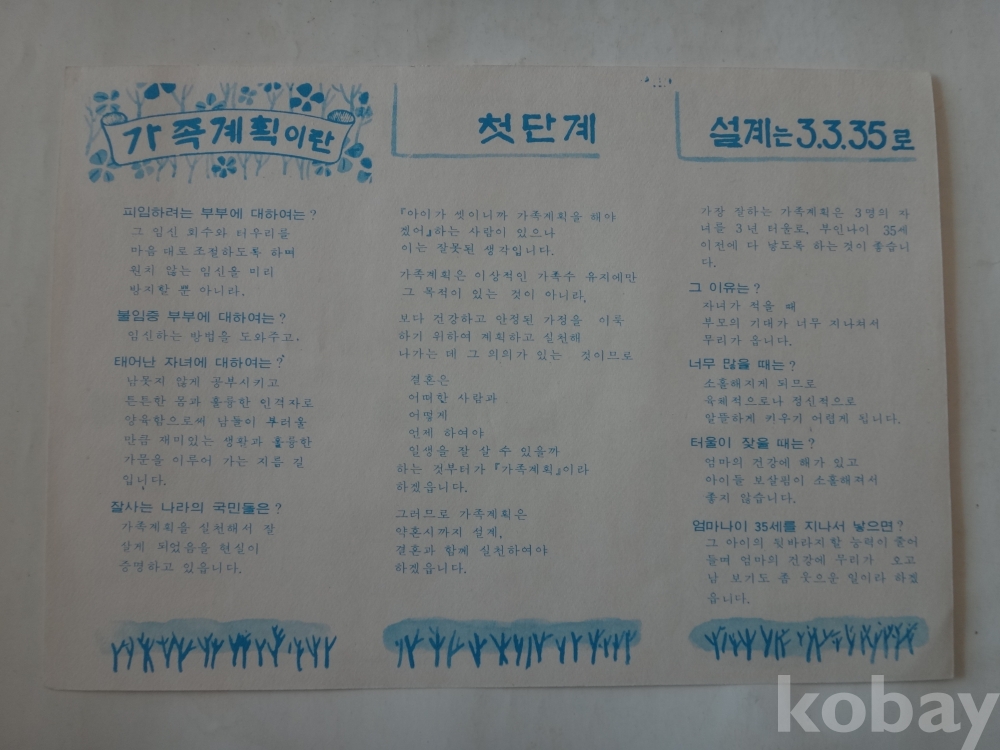 가족계획이란
피임하려는 부부에 대하여는?
그 임신 회수와 터우리를
마음 대로 조절하도록 하며
원치 않는 임신을 미리
방지할 뿐 아니라,
불임중 부부에 대하여는?
임신하는 방법을 도와주고,
태어난 자녀에 대하여는?
남못지 않게 공부시키고
튼튼한 몸과 훌륭한 인격자로
양육함으로써 남들이 부러울
만큼 재미있는 생활과 훌륭한
가문을 이루어 가는 지름 길
입니다.
잘사는 나라의 국민들은?
가족계획을 실천해서 잘
살게 되었음을 현실이
증명하고 있읍니다.
첫단계
『아이가 셋이니까 가족계획을 해야
겠어』하는 사람이 있으나
이는 잘못된 생각입니다.
가족계획은 이상적인 가족수 유지에만
그 목적이 있는 것이 아니라,
보다 건강하고 안정된 가정을 이룩
하기 위하여 계획하고 실천해
나가는 데 그 의의가 있는 것이므로
결혼은
어떠한 사람과
어떻게
언제 하여야
일생을 잘 살 수 있을까
하는 것부터가 『가족계획』이라
하겠읍니다.
그러므로 가족계획은
약혼시까지 설계,
결혼과 함께 실천하여야
하겠읍니다.
설계는 3.3.35로
가장 잘하는 가족계획은 3명의 자
녀를 3년 터울로, 부인나이 35세
이전에 다 낳도록 하는것이 좋습니
다.
그 이유는?
자녀가 적을 때
부모의 기대가 너무 지나쳐서
무리가 옵니다.
너무 많을 때는?
소홀해지게 되므로
육체적으로나 정신적으로
알뜰하게 키우기 어렵게 됩니다.
터울이 잦을 때는?
엄마의 건강에 해가 있고
아이들 보살핌이 소홀해져서
좋지 않습니다.
엄마나이 35세를 지나서 낳으면?
그 아이의 뒷바라지할 능력이 줄어
들며 엄마의 건강에 무리가 오고
남 보기도 좀 웃으운 일이라 하겠
읍니다.
kobay